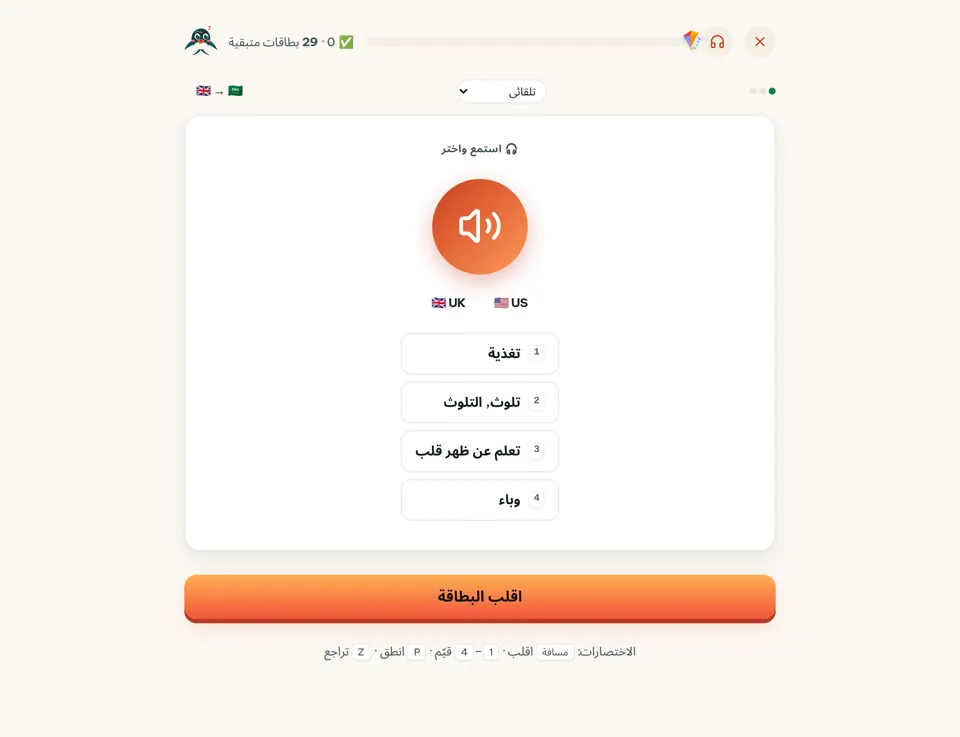 ✅ 0 · 29 بطاقات متبقية
تلقائي
🇸🇦 → 🇬🇧
🎧 استمع واختر
🇬🇧 UK 🇺🇸 US
1 تغذية
2 تلوث, التلوث
3 تعلم عن ظهر قلب
4 وباء
اقلب البطاقة
الاختصارات: مسافة اقلب · 1 – 4 قيّم · P انطق · Z تراجع